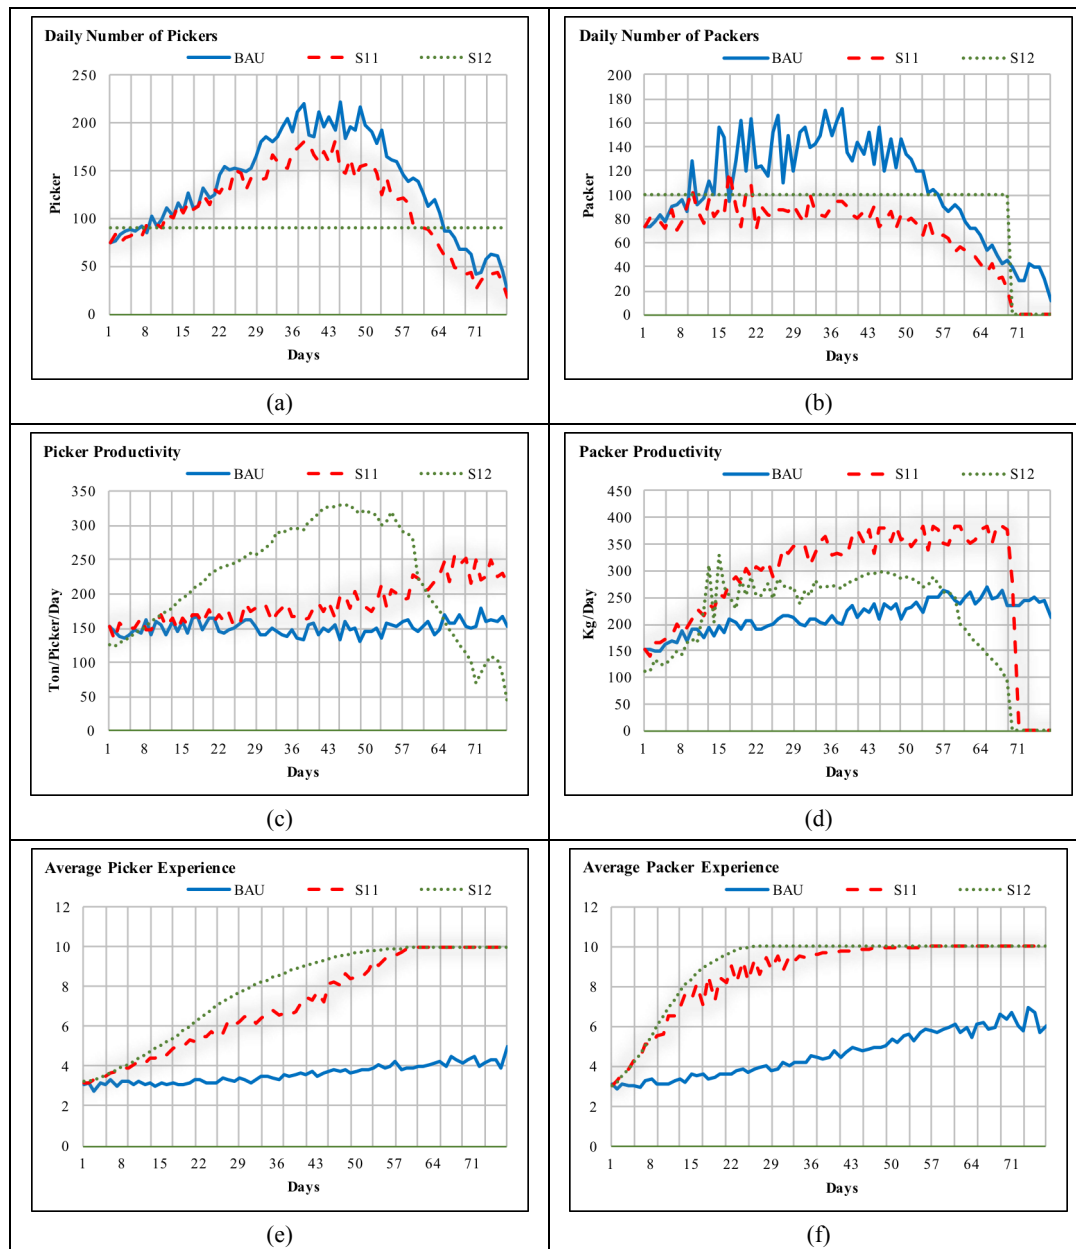 Daily Number of Pickers
BAU S11 S12
250
200
150
100
50
0
Picker
1 8 15 22 29 36 43 50 57 64 71
Days
(a)
Daily Number of Packers
BAU S11 S12
200
180
160
140
120
100
80
60
40
20
0
Packer
1 8 15 22 29 36 43 50 57 64 71
Days
(b)
Picker Productivity
BAU S11 S12
350
300
250
200
150
100
50
0
Ton/Picker/Day
1 8 15 22 29 36 43 50 57 64 71
Days
(c)
Packer Productivity
BAU S11 S12
450
400
350
300
250
200
150
100
50
0
Kg/Day
1 8 15 22 29 36 43 50 57 64 71
Days
(d)
Average Picker Experience
BAU S11 S12
12
10
8
6
4
2
0
1 8 15 22 29 36 43 50 57 64 71
Days
(e)
Average Packer Experience
BAU S11 S12
12
10
8
6
4
2
0
1 8 15 22 29 36 43 50 57 64 71
Days
(f)